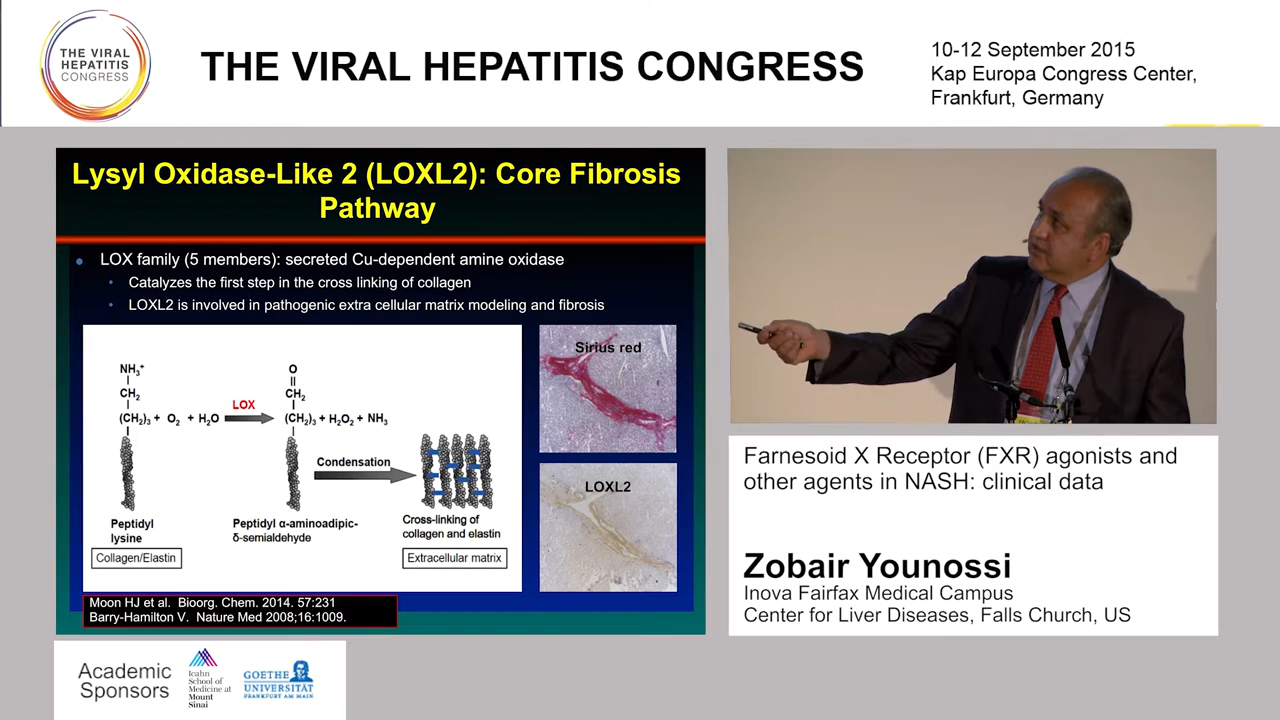 THE VIRAL
HEPATITIS
CONGRESS
THE VIRAL HEPATITIS CONGRESS
10-12 September 2015
Kap Europa Congress Center,
Frankfurt, Germany
Lysyl Oxidase-Like 2 (LOXL2): Core Fibrosis
Pathway
• LOX family (5 members): secreted Cu-dependent amine oxidase
• Catalyzes the first step in the cross linking of collagen
• LOXL2 is involved in pathogenic extra cellular matrix modeling and fibrosis
NH₃⁺
CH₂
(CH₂)₃ + O₂ + H₂O
LOX
O
CH₂
(CH₂)₃ + H₂O₂ + NH₃
Condensation
Peptidyl
lysine
Collagen/Elastin
Peptidyl α-aminoadipic-
δ-semialdehyde
Cross-linking of
collagen and elastin
Extracellular matrix
Sirius red
LOXL2
Moon HJ et al. Bioorg. Chem. 2014. 57:231
Barry-Hamilton V. Nature Med 2008;16:1009.
Farnesoid X Receptor (FXR) agonists and
other agents in NASH: clinical data
Zobair Younossi
Inova Fairfax Medical Campus
Center for Liver Diseases, Falls Church, US
Academic
Sponsors
Icahn
School of
Medicine at
Mount
Sinai
GOETHE
UNIVERSITÄT
FRANKFURT AM MAIN